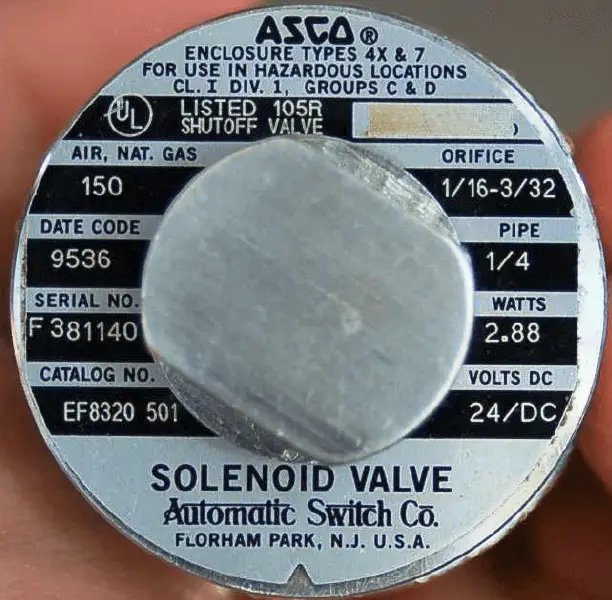 ASCO®
ENCLOSURE TYPES 4X & 7
FOR USE IN HAZARDOUS LOCATIONS
CL. I DIV. 1, GROUPS C & D
UL LISTED 105R
SHUTOFF VALVE )
AIR, NAT. GAS ORIFICE
150 1/16-3/32
DATE CODE PIPE
9536 1/4
SERIAL NO. WATTS
F381140 2.88
CATALOG NO. VOLTS DC
EF8320 501 24/DC
SOLENOID VALVE
Automatic Switch Co.
FLORHAM PARK, N.J. U.S.A.